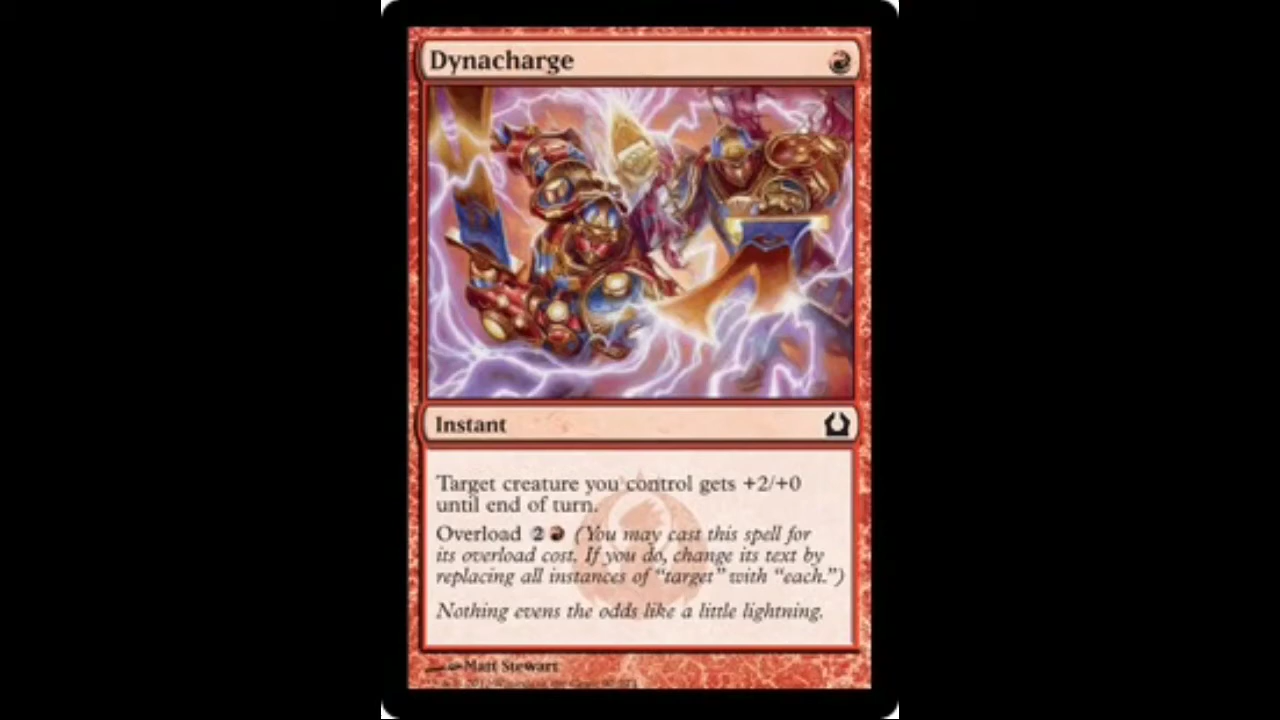 Dynacharge
Instant
Target creature you control gets +2/+0
until end of turn.
Overload 2 (You may cast this spell for
its overload cost. If you do, change its text by
replacing all instances of “target” with “each.”)
Nothing evens the odds like a little lightning.
Matt Stewart